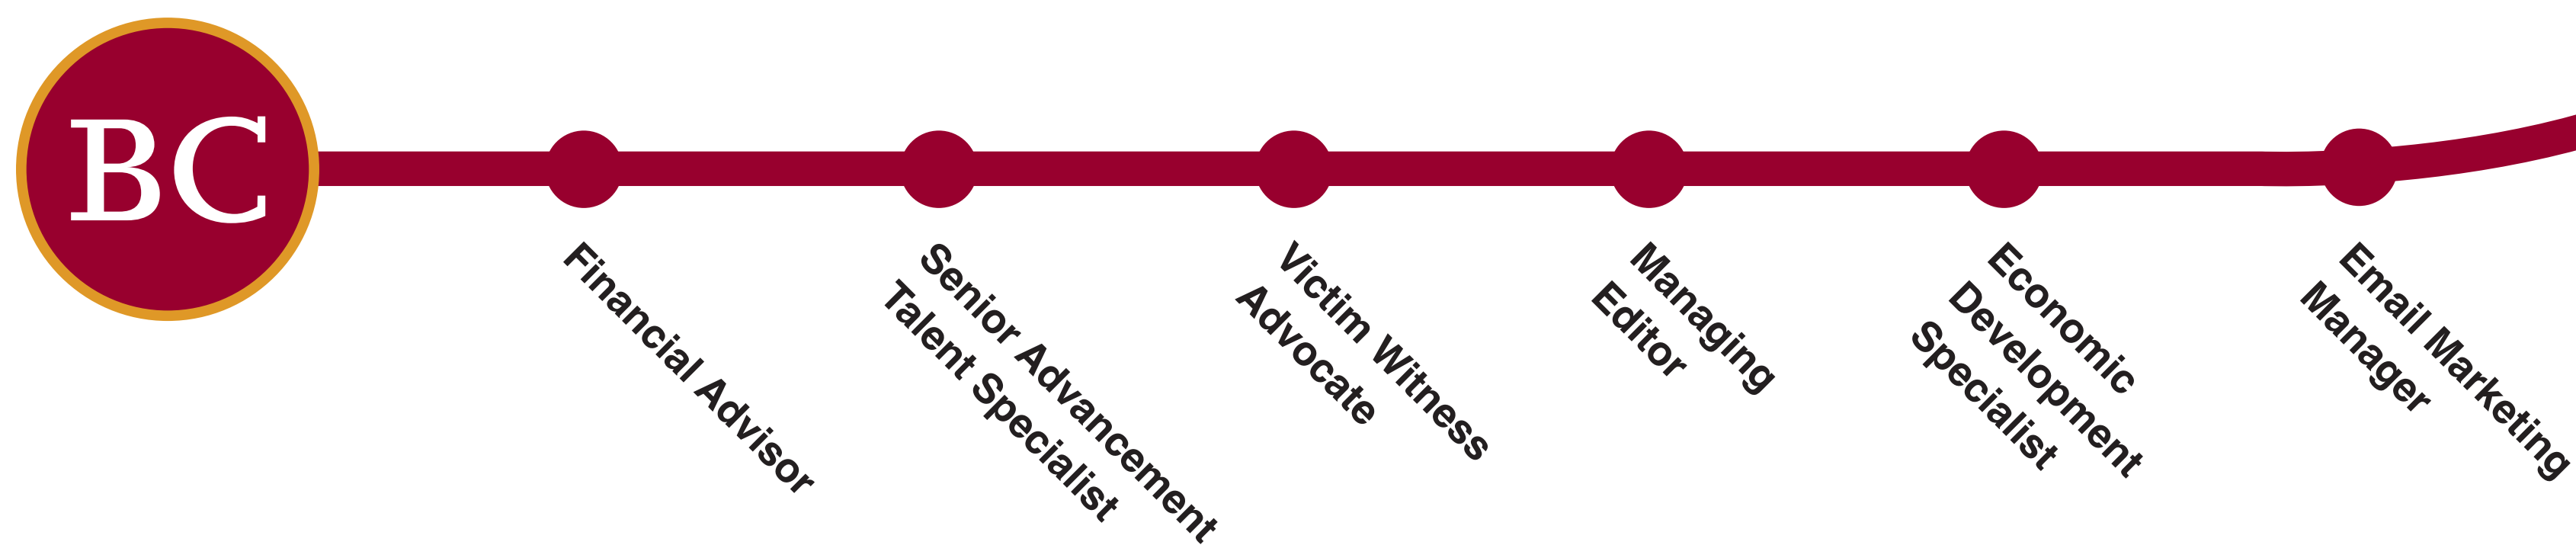 BC
Financial Advisor
Senior Advancement
Talent Specialist
Victim Witness
Advocate
Managing
Editor
Economic
Development
Specialist
Email Marketing
Manager